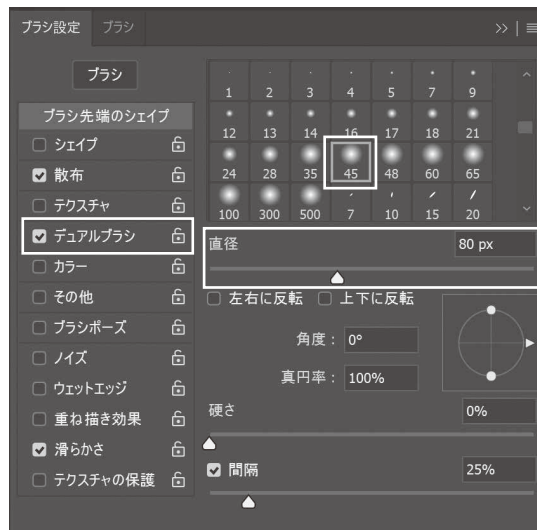 ブラシ設定 ブラシ
ブラシ
ブラシ先端のシェイプ
シェイプ
散布
テクスチャ
デュアルブラシ
カラー
その他
ブラシポーズ
ノイズ
ウェットエッジ
重ね描き効果
滑らかさ
テクスチャの保護
1 2 3 4 5 7 9
12 13 14 16 17 18 21
24 28 35 45 48 60 65
100 300 500 7 10 15 20
直径 80 px
左右に反転 上下に反転
角度 : 0°
真円率 : 100%
硬さ 0%
間隔 25%